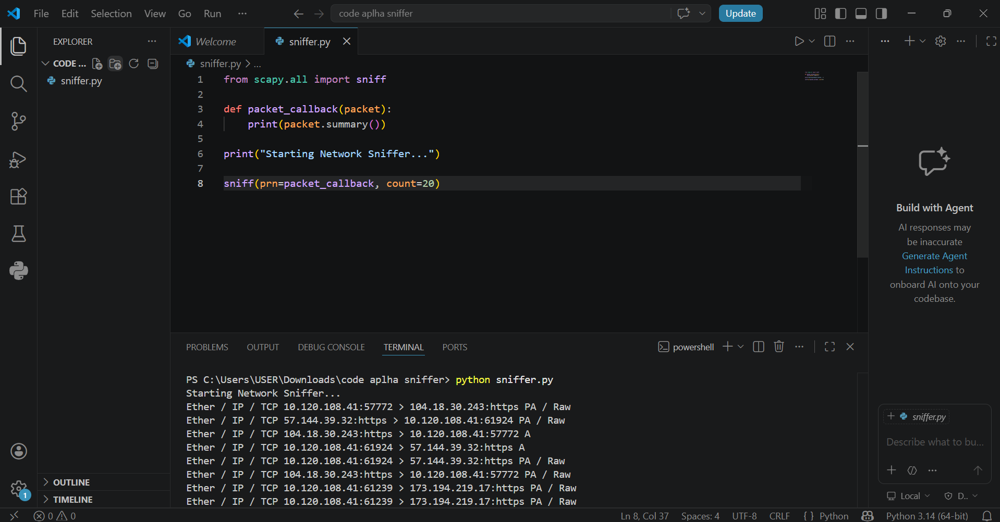 File Edit Selection View Go Run ...
code aplha sniffer
Update
EXPLORER
CODE ...
sniffer.py
OUTLINE
TIMELINE
Welcome
sniffer.py
sniffer.py > ...
1 from scapy.all import sniff
2
3 def packet_callback(packet):
4 print(packet.summary())
5
6 print("Starting Network Sniffer...")
7
8 sniff(prn=packet_callback, count=20)
PROBLEMS OUTPUT DEBUG CONSOLE TERMINAL PORTS
powershell
PS C:\Users\USER\Downloads\code aplha sniffer> python sniffer.py
Starting Network Sniffer...
Ether / IP / TCP 10.120.108.41:57772 > 104.18.30.243:https PA / Raw
Ether / IP / TCP 57.144.39.32:https > 10.120.108.41:61924 PA / Raw
Ether / IP / TCP 104.18.30.243:https > 10.120.108.41:57772 A
Ether / IP / TCP 10.120.108.41:61924 > 57.144.39.32:https A
Ether / IP / TCP 10.120.108.41:61924 > 57.144.39.32:https PA / Raw
Ether / IP / TCP 104.18.30.243:https > 10.120.108.41:57772 PA / Raw
Ether / IP / TCP 10.120.108.41:61239 > 173.194.219.17:https PA / Raw
Ether / IP / TCP 10.120.108.41:61239 > 173.194.219.17:https PA / Raw
Build with Agent
AI responses may
be inaccurate
Generate Agent
Instructions to
onboard AI onto your
codebase.
sniffer.py
Describe what to bu...
Local D..
1
0 0
Ln 8, Col 37 Spaces: 4 UTF-8 CRLF { } Python Python 3.14 (64-bit)